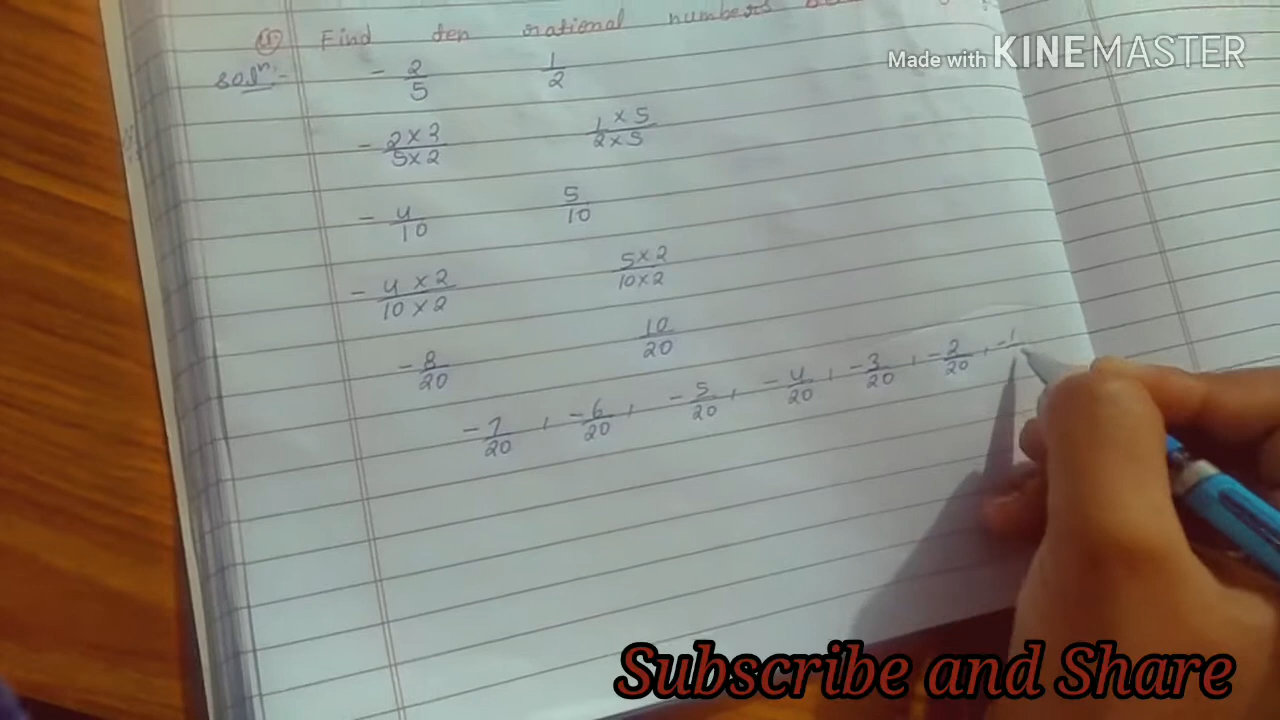 Made with KINEMASTER
5 Find ten rational numbers
Solⁿ:- - 2/5 1/2
- 2×2/5×2 1×5/2×5
- 4/10 5/10
- 4×2/10×2 5×2/10×2
- 8/20 10/20
- 7/20 , - 6/20 , - 5/20 , - 4/20 , - 3/20 , - 2/20 , - 1
Subscribe and Share